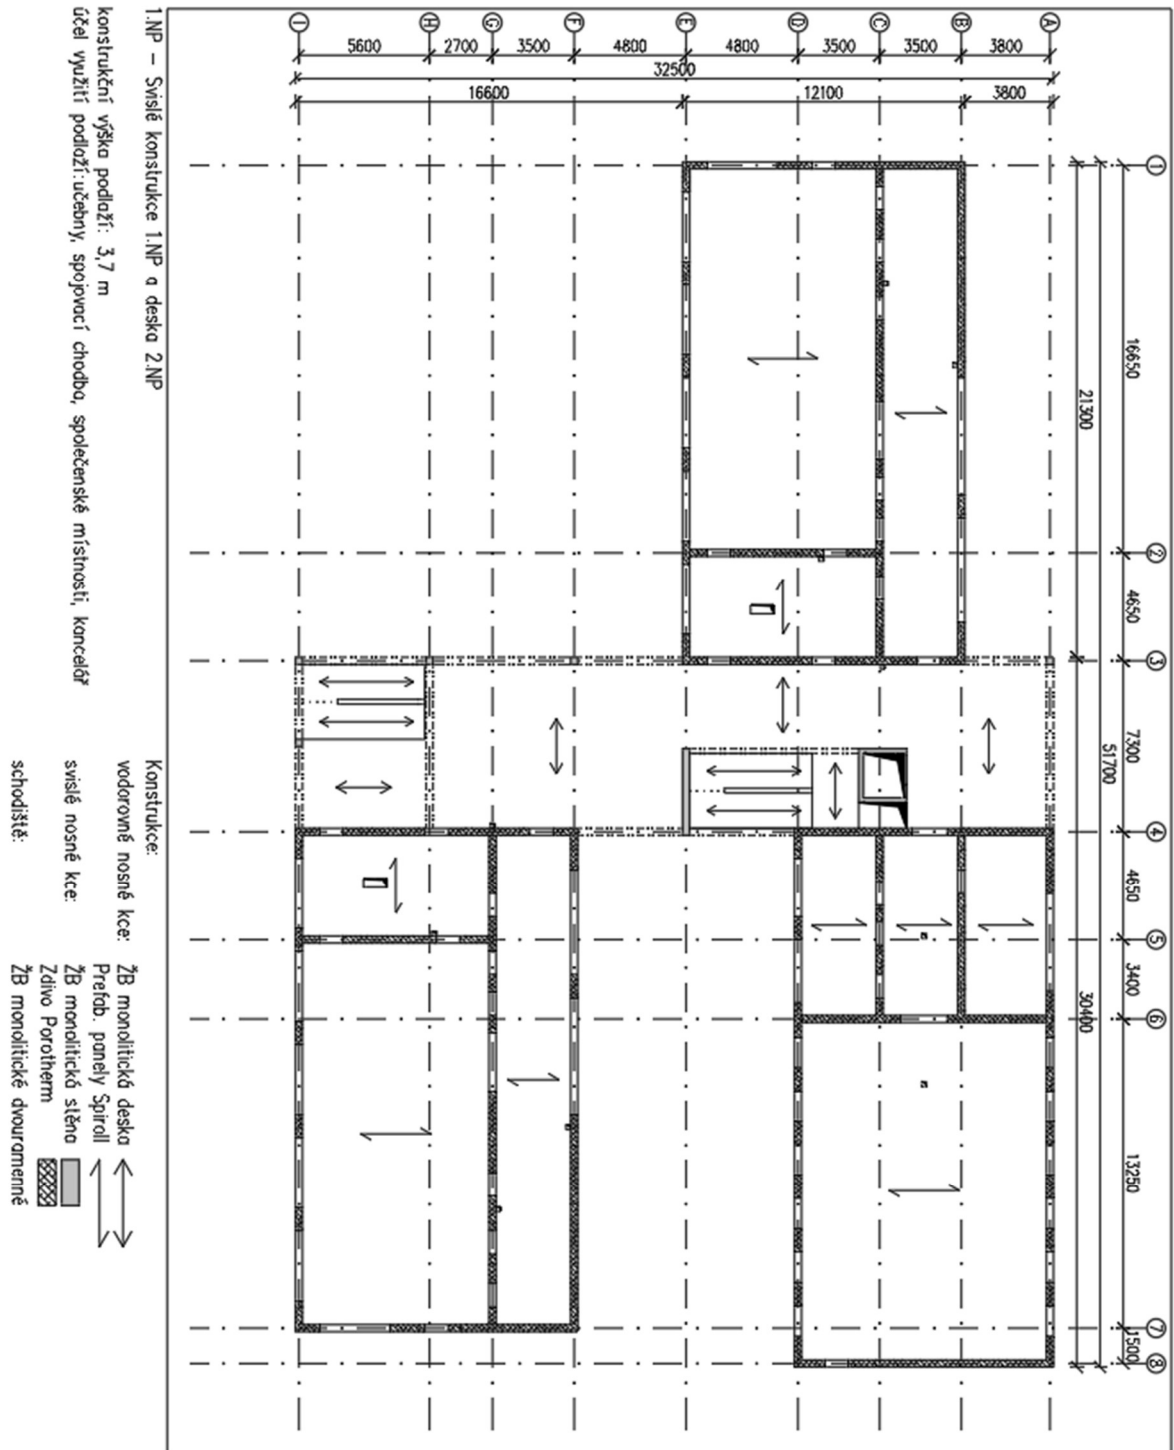 1.NP – Svislé konstrukce 1.NP a deska 2.NP
konstrukční výška podlaží: 3,7 m
účel využití podlaží:učebny, spojovací chodba, společenské místnosti, kancelář
Konstrukce:
vodorovné nosné kce: ŽB monolitická deska
Prefab. panely Spiroll
svislé nosné kce: ŽB monolitická stěna
Zdivo Porotherm
schodiště: ŽB monolitické dvouramenné
1 2 3 4 5 6 7 8
16650 4650 7300 4650 3400 13250 1500
51700
21300 30400
A B C D E F G H I
3800 3500 3500 4800 4800 3500 2700 5600
32500
3800 12100 16600